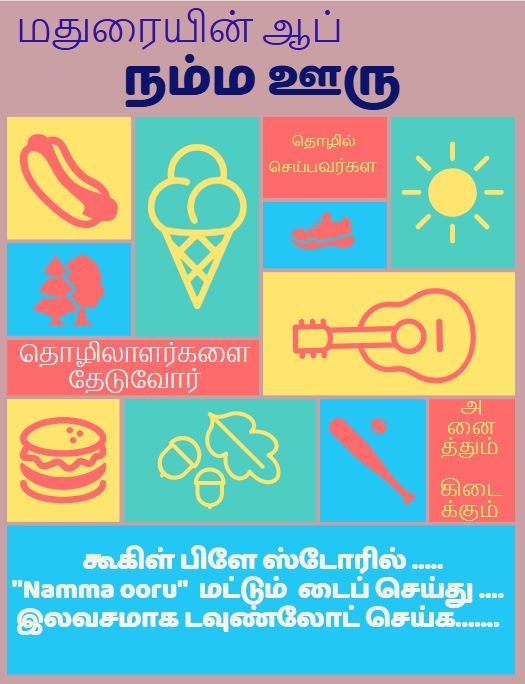 மதுரையின் ஆப்
நம்ம ஊரு
தொழில்
செய்பவர்கள
தொழிலாளர்களை
தேடுவோர்
அ
னை
த்தும்
கிடை
க்கும்
கூகிள் பிளே ஸ்டோரில் .....
"Namma ooru" மட்டும் டைப் செய்து ....
இலவசமாக டவுண்லோட் செய்க.......